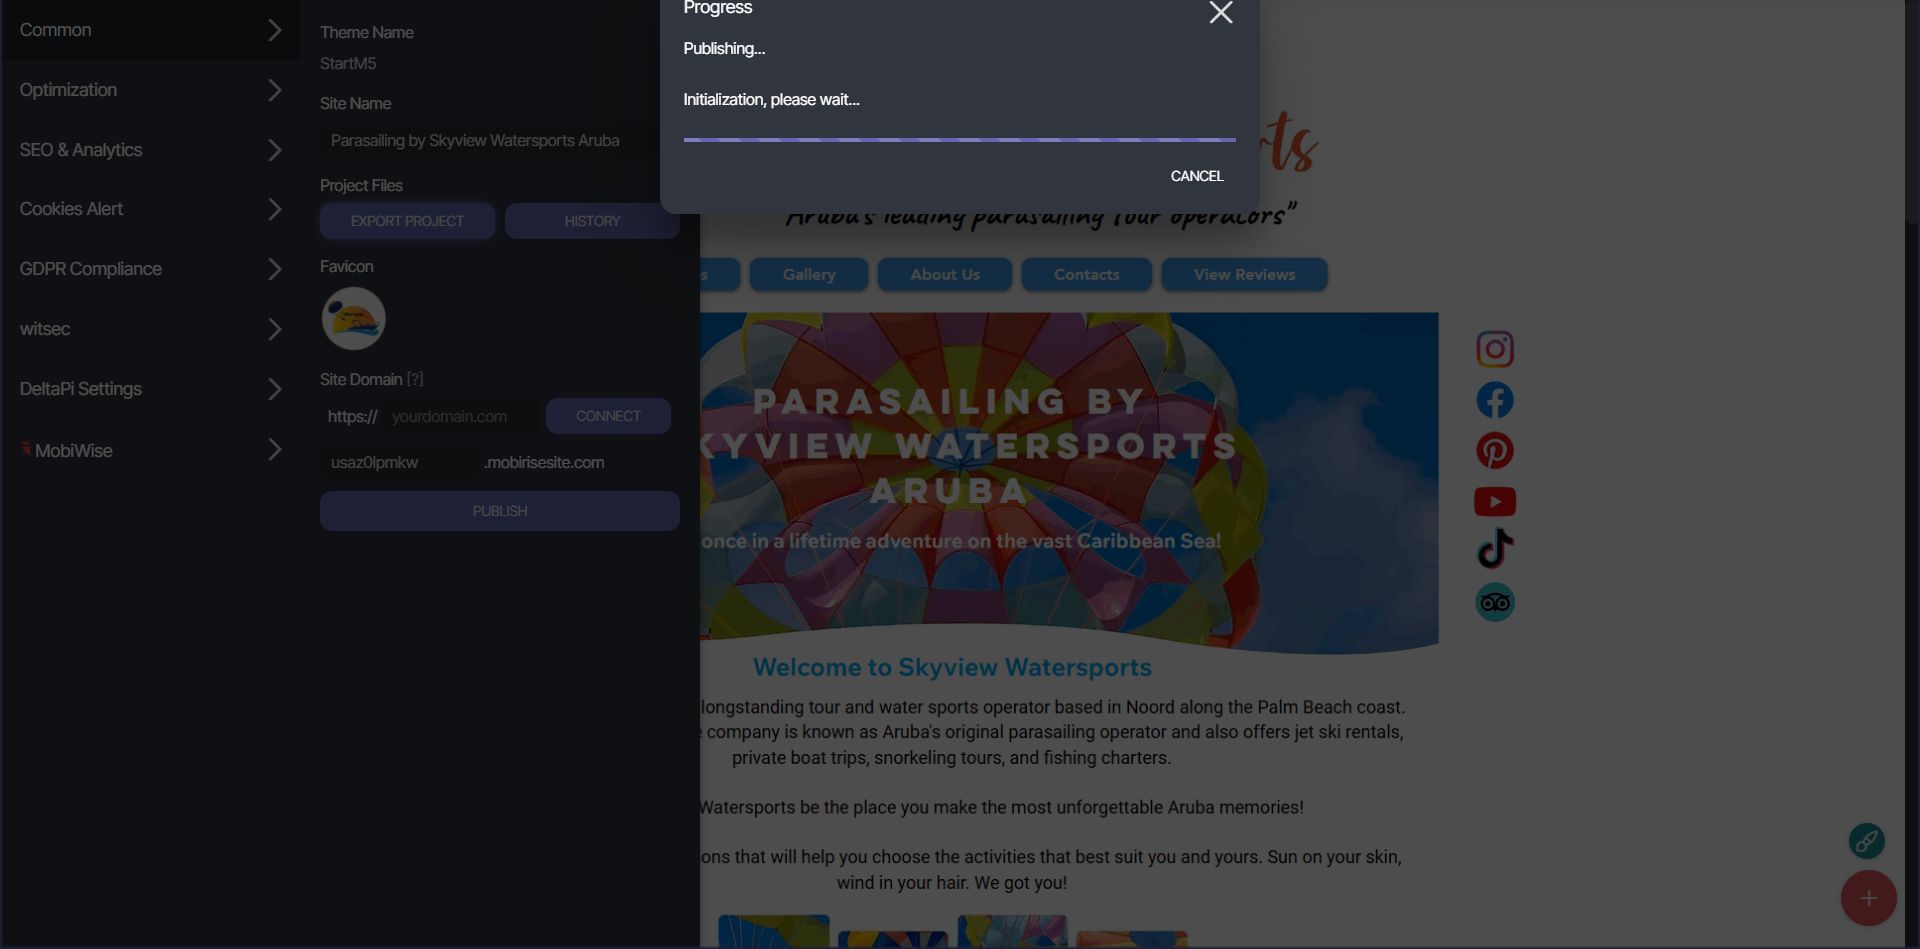 Common
Optimization
SEO & Analytics
Cookies Alert
GDPR Compliance
witsec
DeltaPi Settings
MobiWise
Theme Name
StartM5
Site Name
Parasailing by Skyview Watersports Aruba
Project Files
EXPORT PROJECT
HISTORY
Favicon
Site Domain [?]
https://
yourdomain.com
CONNECT
usaz0lpmkw
.mobirisesite.com
PUBLISH
Progress
Publishing...
Initialization, please wait...
CANCEL
rts
"Aruba's leading parasailing tour operators"
s
Gallery
About Us
Contacts
View Reviews
PARASAILING BY
KYVIEW WATERSPORTS
ARUBA
once in a lifetime adventure on the vast Caribbean Sea!
Welcome to Skyview Watersports
longstanding tour and water sports operator based in Noord along the Palm Beach coast.
company is known as Aruba's original parasailing operator and also offers jet ski rentals,
private boat trips, snorkeling tours, and fishing charters.
Watersports be the place you make the most unforgettable Aruba memories!
ons that will help you choose the activities that best suit you and yours. Sun on your skin,
wind in your hair. We got you!